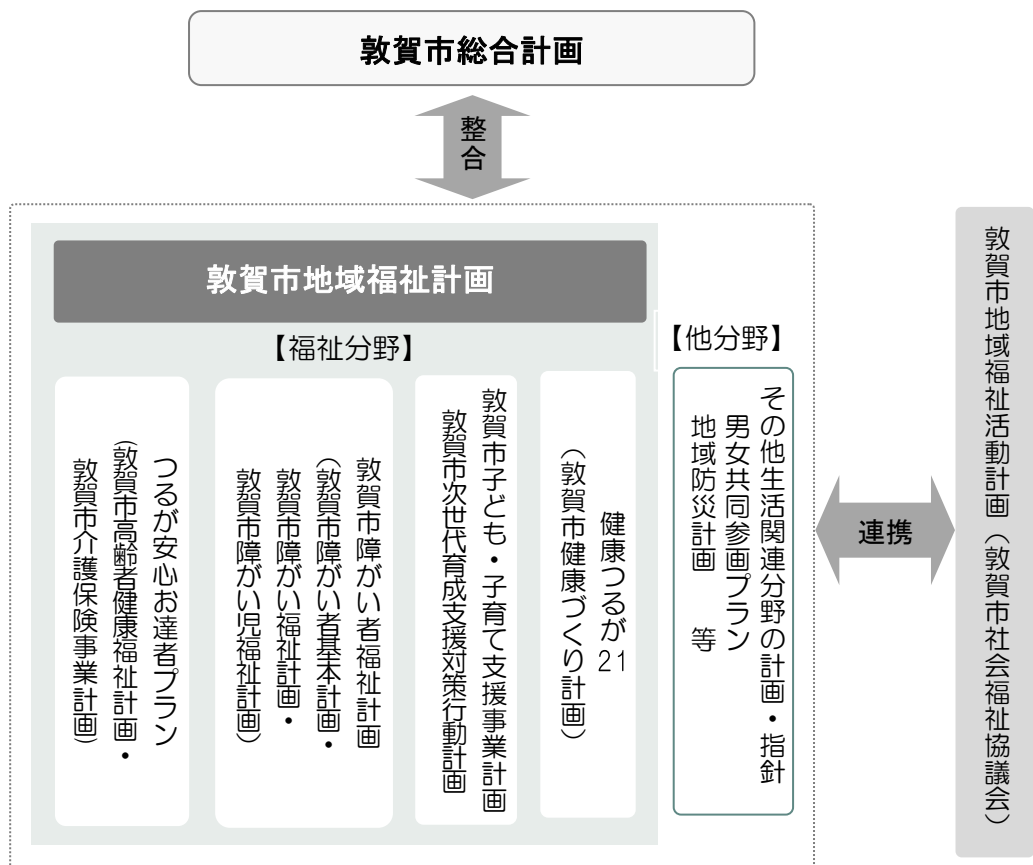 敦賀市総合計画
整合
敦賀市地域福祉計画
【福祉分野】
つるが安心お達者プラン
(敦賀市高齢者健康福祉計画・
敦賀市介護保険事業計画)
敦賀市障がい者福祉計画
(敦賀市障がい者基本計画・
敦賀市障がい福祉計画・
敦賀市障がい児福祉計画)
敦賀市子ども・子育て支援事業計画
敦賀市次世代育成支援対策行動計画
健康つるが21
(敦賀市健康づくり計画)
【他分野】
その他生活関連分野の計画・指針
男女共同参画プラン
地域防災計画 等
連携
敦賀市地域福祉活動計画(敦賀市社会福祉協議会)